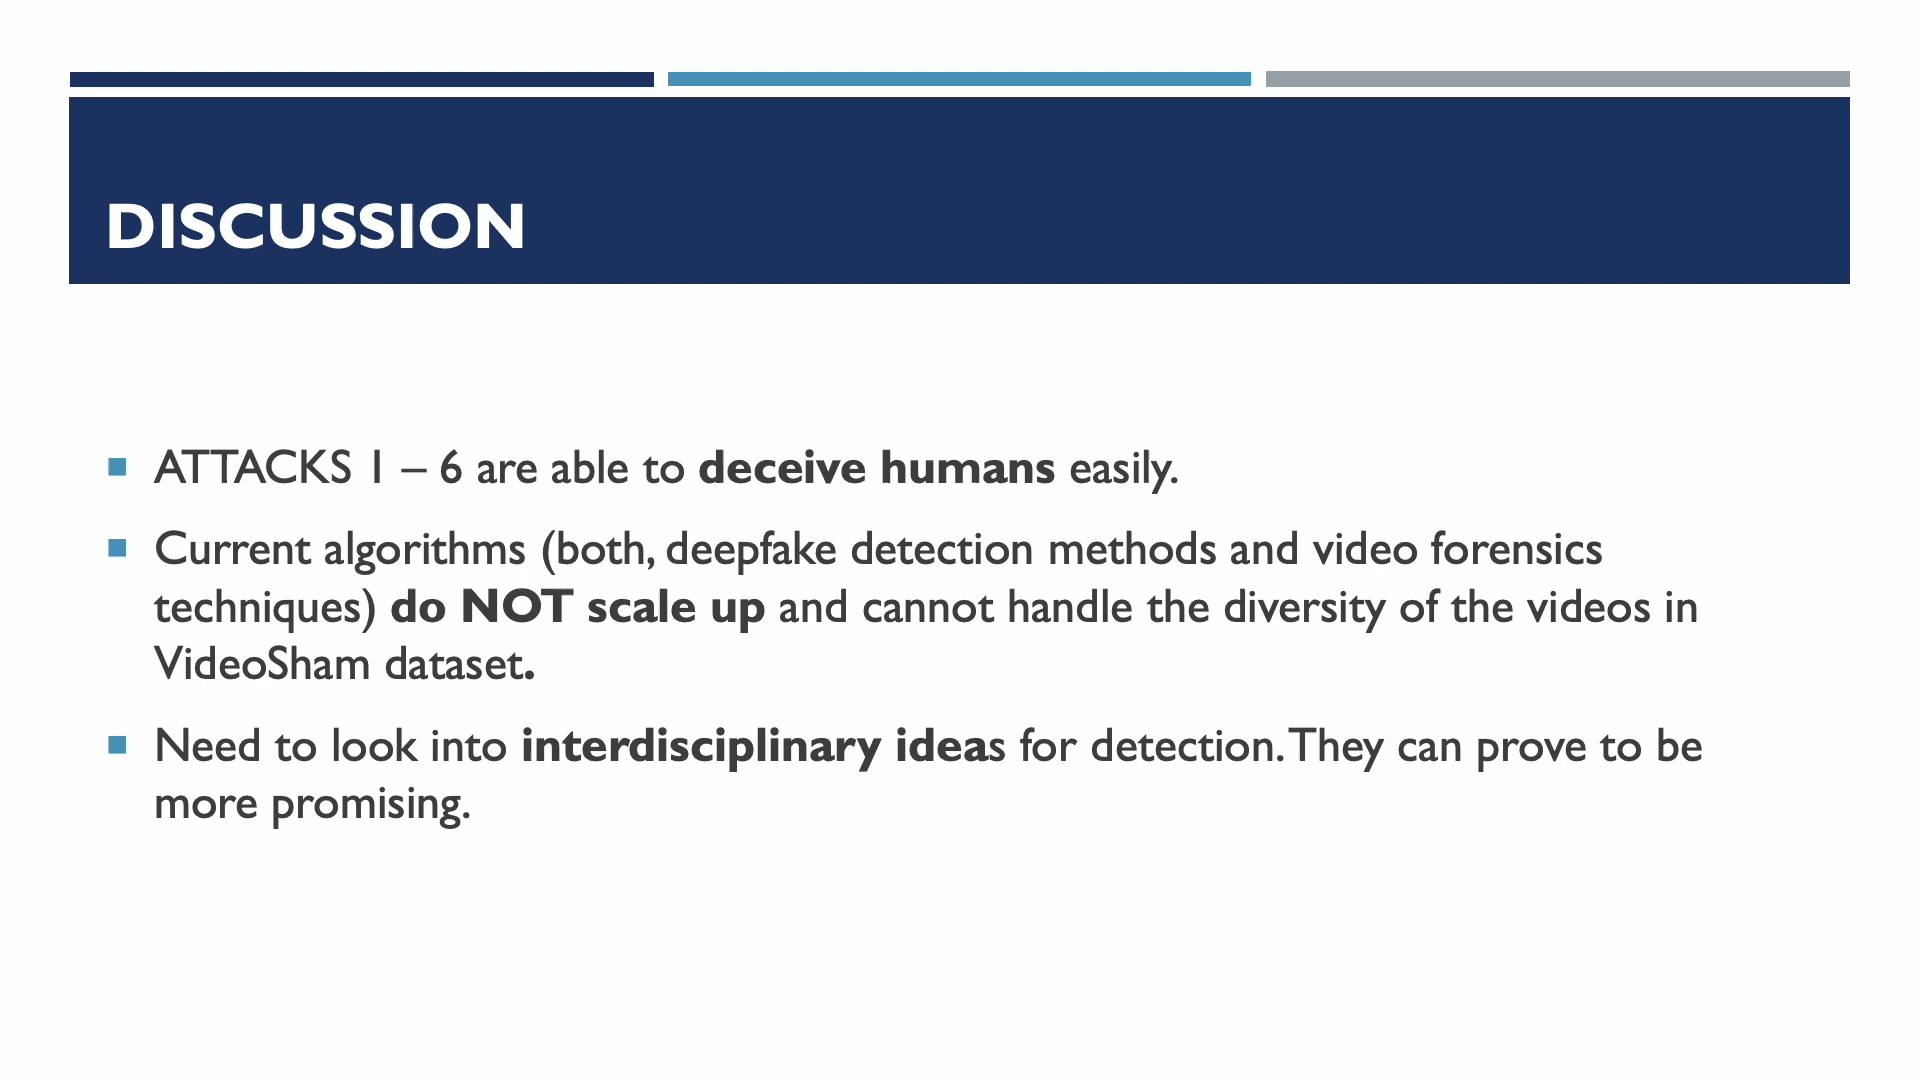 DISCUSSION
ATTACKS 1 – 6 are able to deceive humans easily.
Current algorithms (both, deepfake detection methods and video forensics
techniques) do NOT scale up and cannot handle the diversity of the videos in
VideoSham dataset.
Need to look into interdisciplinary ideas for detection. They can prove to be
more promising.